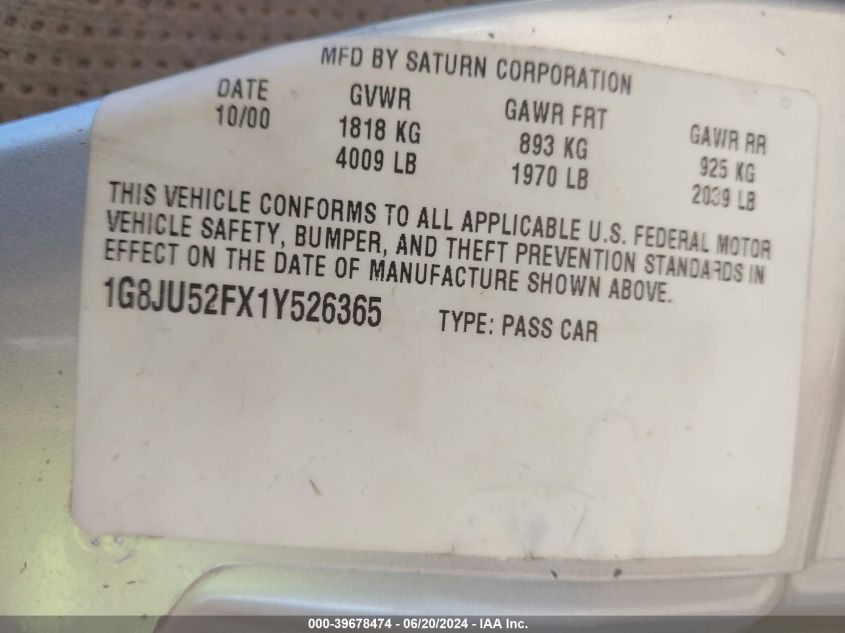 MFD BY SATURN CORPORATION
DATE GVWR GAWR FRT GAWR RR
10/00 1818 KG 893 KG 925 KG
4009 LB 1970 LB 2039 LB
THIS VEHICLE CONFORMS TO ALL APPLICABLE U.S. FEDERAL MOTOR
VEHICLE SAFETY, BUMPER, AND THEFT PREVENTION STANDARDS IN
EFFECT ON THE DATE OF MANUFACTURE SHOWN ABOVE.
1G8JU52FX1Y526365 TYPE: PASS CAR
000-39678474 - 06/20/2024 - IAA Inc.